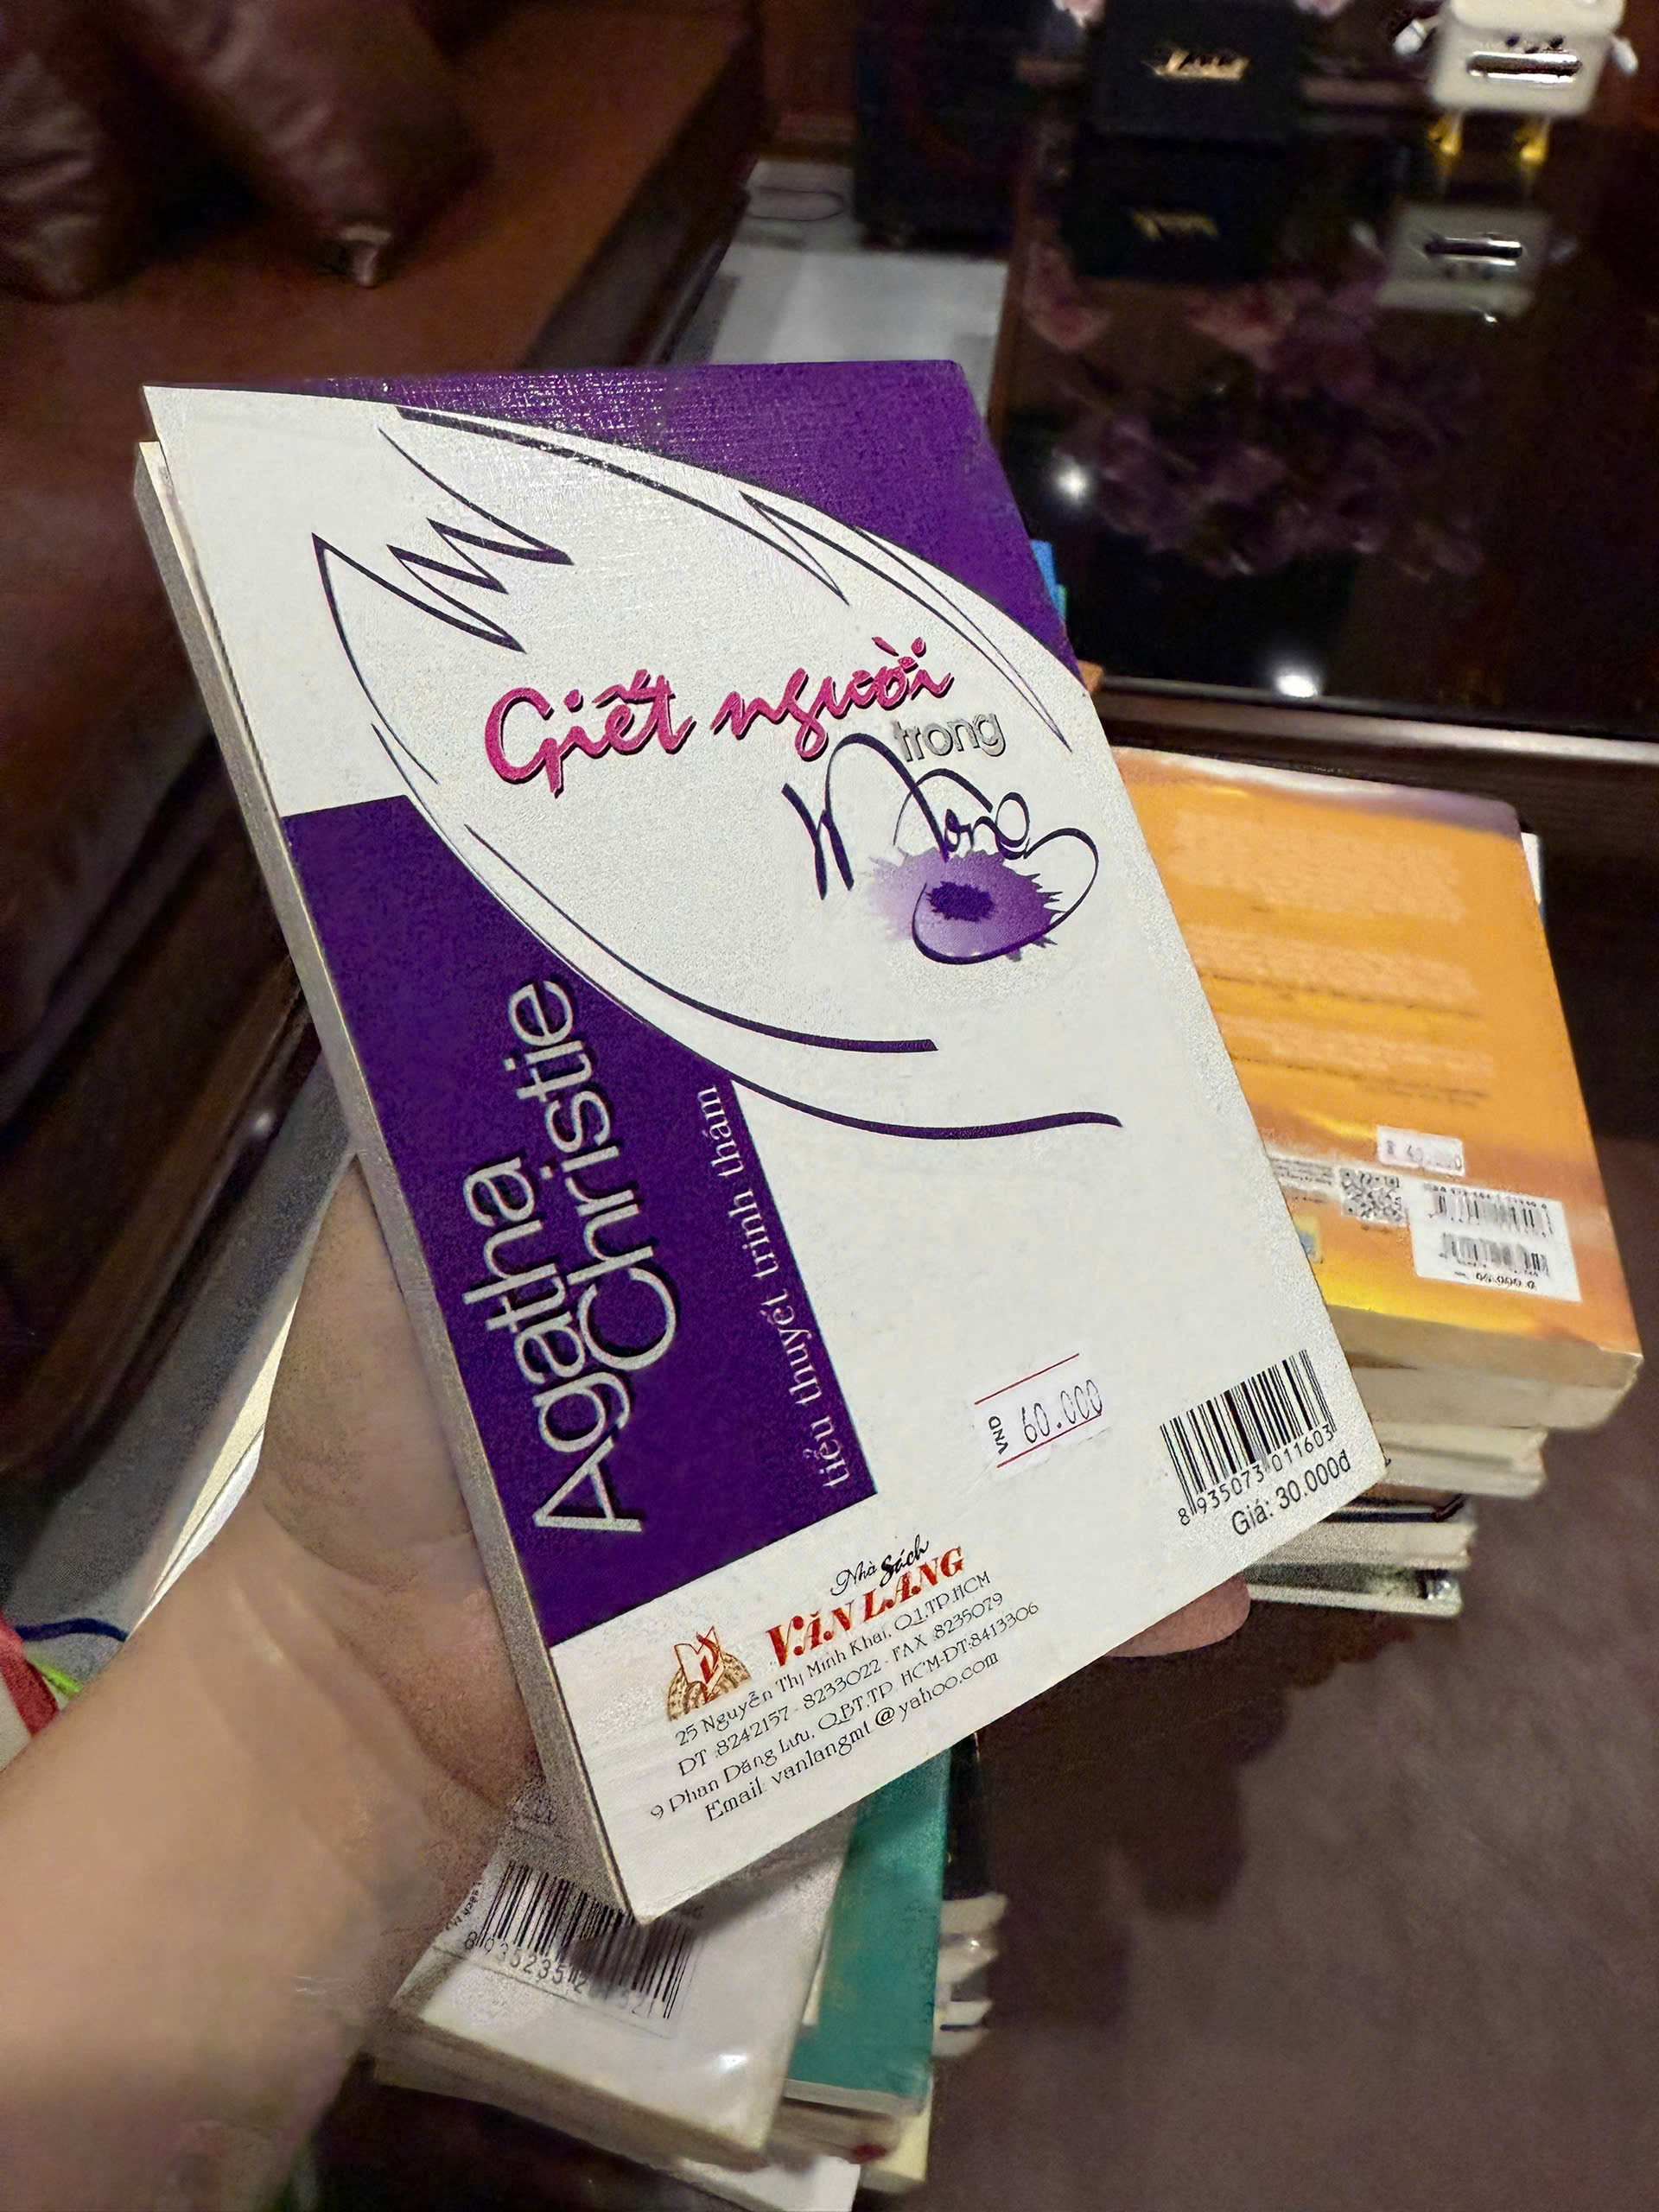 Giết người
trong
Mộng
Agatha
Christie
tiểu thuyết trinh thám
VND 60.000
8 935073 011603
Giá: 30.000đ
Nhà Sách
VĂN LANG
25 Nguyễn Thị Minh Khai, Q.1.TP.HCM
ĐT :8242157 - 8233022 - FAX :8235079
9 Phan Đăng Lưu, Q.BT.TP. HCM-ĐT:8413306
Email: vanlangmt@yahoo.com